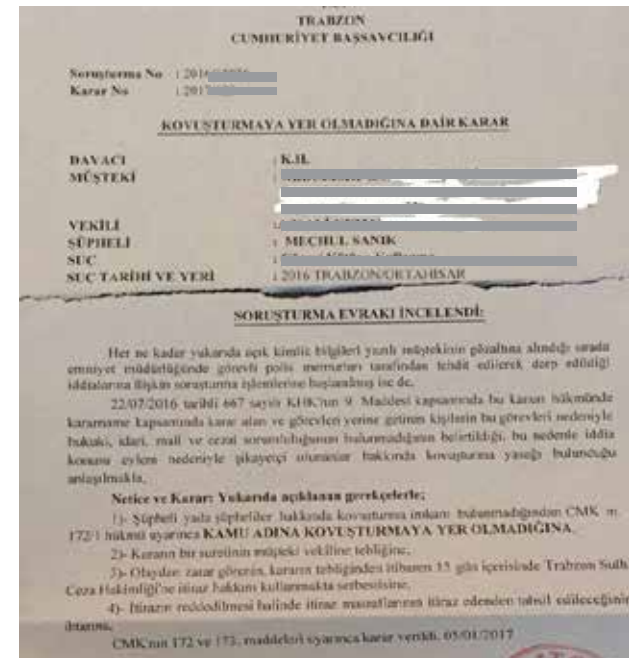 TRABZON
CUMHURİYET BAŞSAVCILIĞI
Soruşturma No : 2016/
Karar No : 2017/
KOVUŞTURMAYA YER OLMADIĞINA DAİR KARAR
DAVACI : K.H.
MÜŞTEKİ :
VEKİLİ :
ŞÜPHELİ : MECHUL SANIK
SUÇ :
SUÇ TARİHİ VE YERİ : 2016 TRABZON/ORTAHİSAR
SORUŞTURMA EVRAKI İNCELENDİ:
Her ne kadar yukarıda açık kimlik bilgileri yazılı müştekinin gözaltına alındığı sırada
emniyet müdürlüğünde görevli polis memurları tarafından tehdit edilerek darp edildiği
iddialarına ilişkin soruşturma işlemlerine başlanılmış ise de,
22/07/2016 tarihli 667 sayılı KHK'nın 9. Maddesi kapsamında bu kanun hükmünde
kararname kapsamında karar alan ve görevleri yerine getiren kişilerin bu görevleri nedeniyle
hukuki, idari, mali ve cezai sorumluluğunun bulunmadığının belirtildiği, bu nedenle iddia
konusu eylem nedeniyle şikayetçi olunanlar hakkında kovuşturma yasağı bulunduğu
anlaşılmakla,
Netice ve Karar: Yukarıda açıklanan gerekçelerle;
1)- Şüpheli yada şüpheliler hakkında kovuşturma imkanı bulunmadığından CMK m.
172/1 hükmü uyarınca KAMU ADINA KOVUŞTURMAYA YER OLMADIĞINA,
2)- Kararın bir suretinin müşteki vekiline tebliğine,
3)- Olaydan zarar görenin, kararın tebliğinden itibaren 15 gün içerisinde Trabzon Sulh
Ceza Hakimliği'ne itiraz hakkını kullanmakta serbestisine,
4)- İtirazın reddedilmesi halinde itiraz masraflarının itiraz edenden tahsil edileceğinin
ihtarına,
CMK'nın 172 ve 173. maddeleri uyarınca karar verildi. 05/01/2017